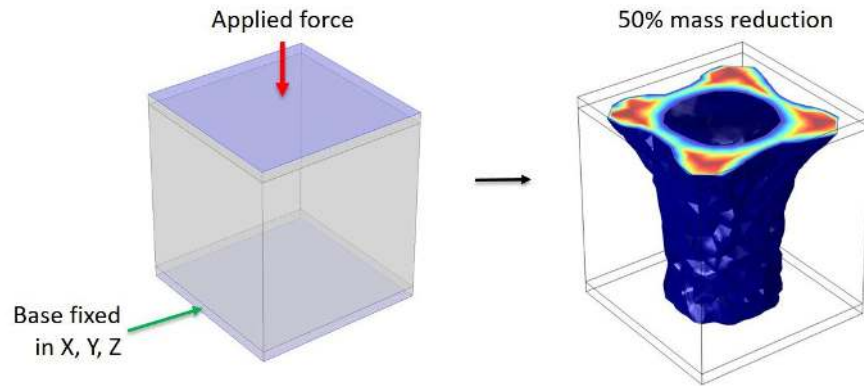 Applied force
50% mass reduction
Base fixed
in X, Y, Z